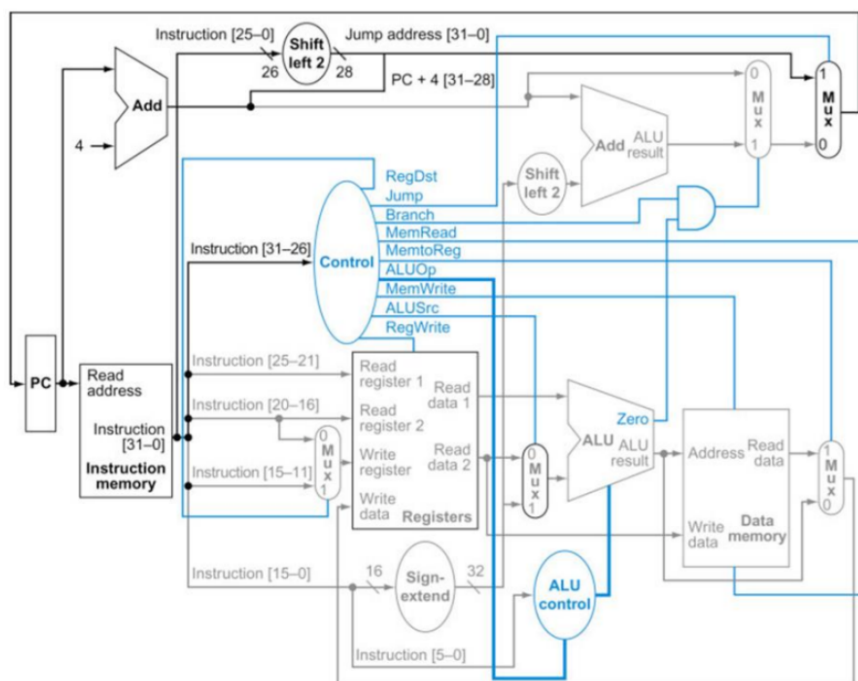 Instruction [25–0]
Shift
left 2
Jump address [31–0]
26
28
PC + 4 [31–28]
Add
4
0
M
u
x
1
1
M
u
x
0
Add
ALU
result
Shift
left 2
RegDst
Jump
Branch
MemRead
MemtoReg
ALUOp
MemWrite
ALUSrc
RegWrite
Instruction [31–26]
Control
PC
Read
address
Instruction
[31–0]
Instruction
memory
Instruction [25–21]
Instruction [20–16]
Instruction [15–11]
0
M
u
x
1
Read
register 1
Read
register 2
Write
register
Write
data
Read
data 1
Read
data 2
Registers
0
M
u
x
1
Zero
ALU
ALU
result
Address
Read
data
Write
data
Data
memory
1
M
u
x
0
Instruction [15–0]
16
Sign-
extend
32
ALU
control
Instruction [5–0]